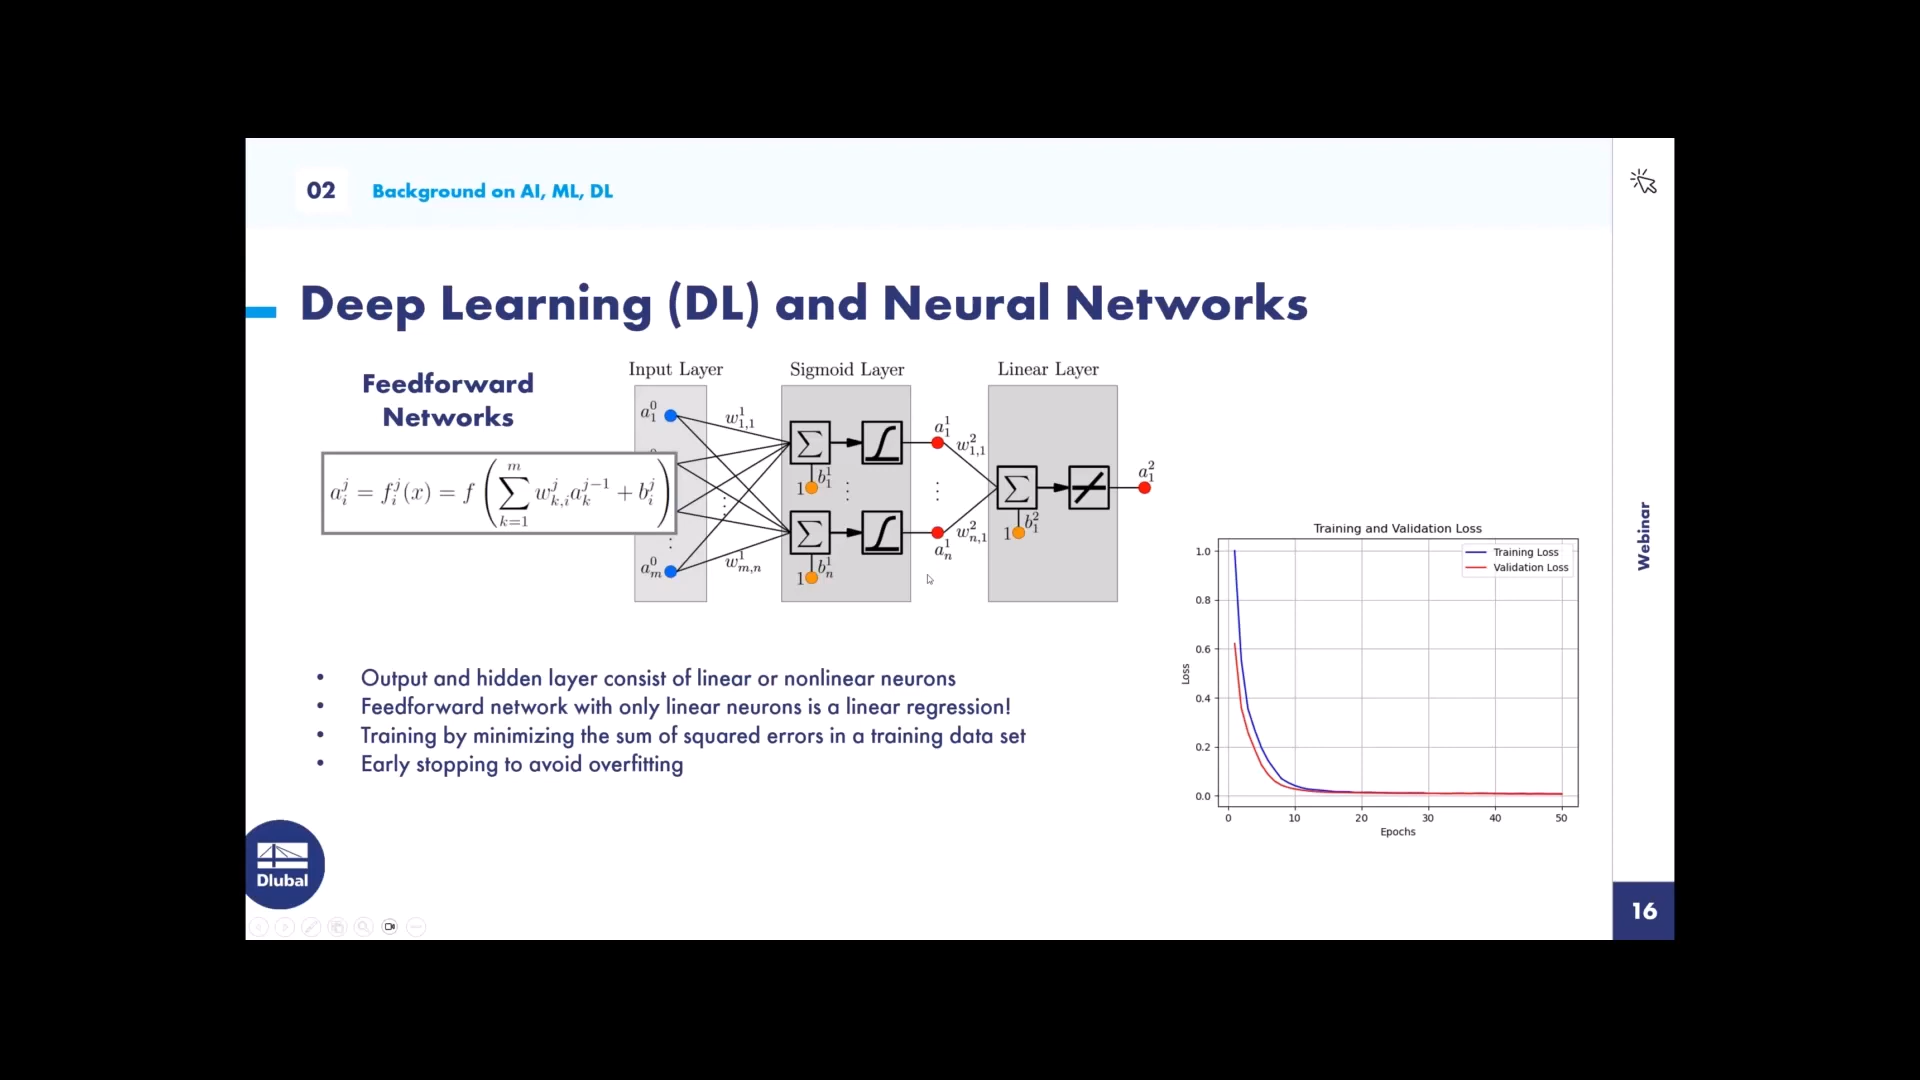 02
Background on AI, ML, DL
Deep Learning (DL) and Neural Networks
Feedforward
Networks
a_i^j = f_i^j(x) = f ( ∑_{k=1}^{m} w_{k,i}^j a_k^{j−1} + b_i^j )
Input Layer
Sigmoid Layer
Linear Layer
a_1^0
a_m^0
w_{1,1}^1
w_{m,n}^1
∑
1
b_1^1
∑
1
b_n^1
a_1^1
a_n^1
w_{1,1}^2
w_{n,1}^2
∑
1
b_1^2
a_1^2
• Output and hidden layer consist of linear or nonlinear neurons
• Feedforward network with only linear neurons is a linear regression!
• Training by minimizing the sum of squared errors in a training data set
• Early stopping to avoid overfitting
Training and Validation Loss
Training Loss
Validation Loss
Loss
1.0
0.8
0.6
0.4
0.2
0.0
0 10 20 30 40 50
Epochs
Webinar
Dlubal
16